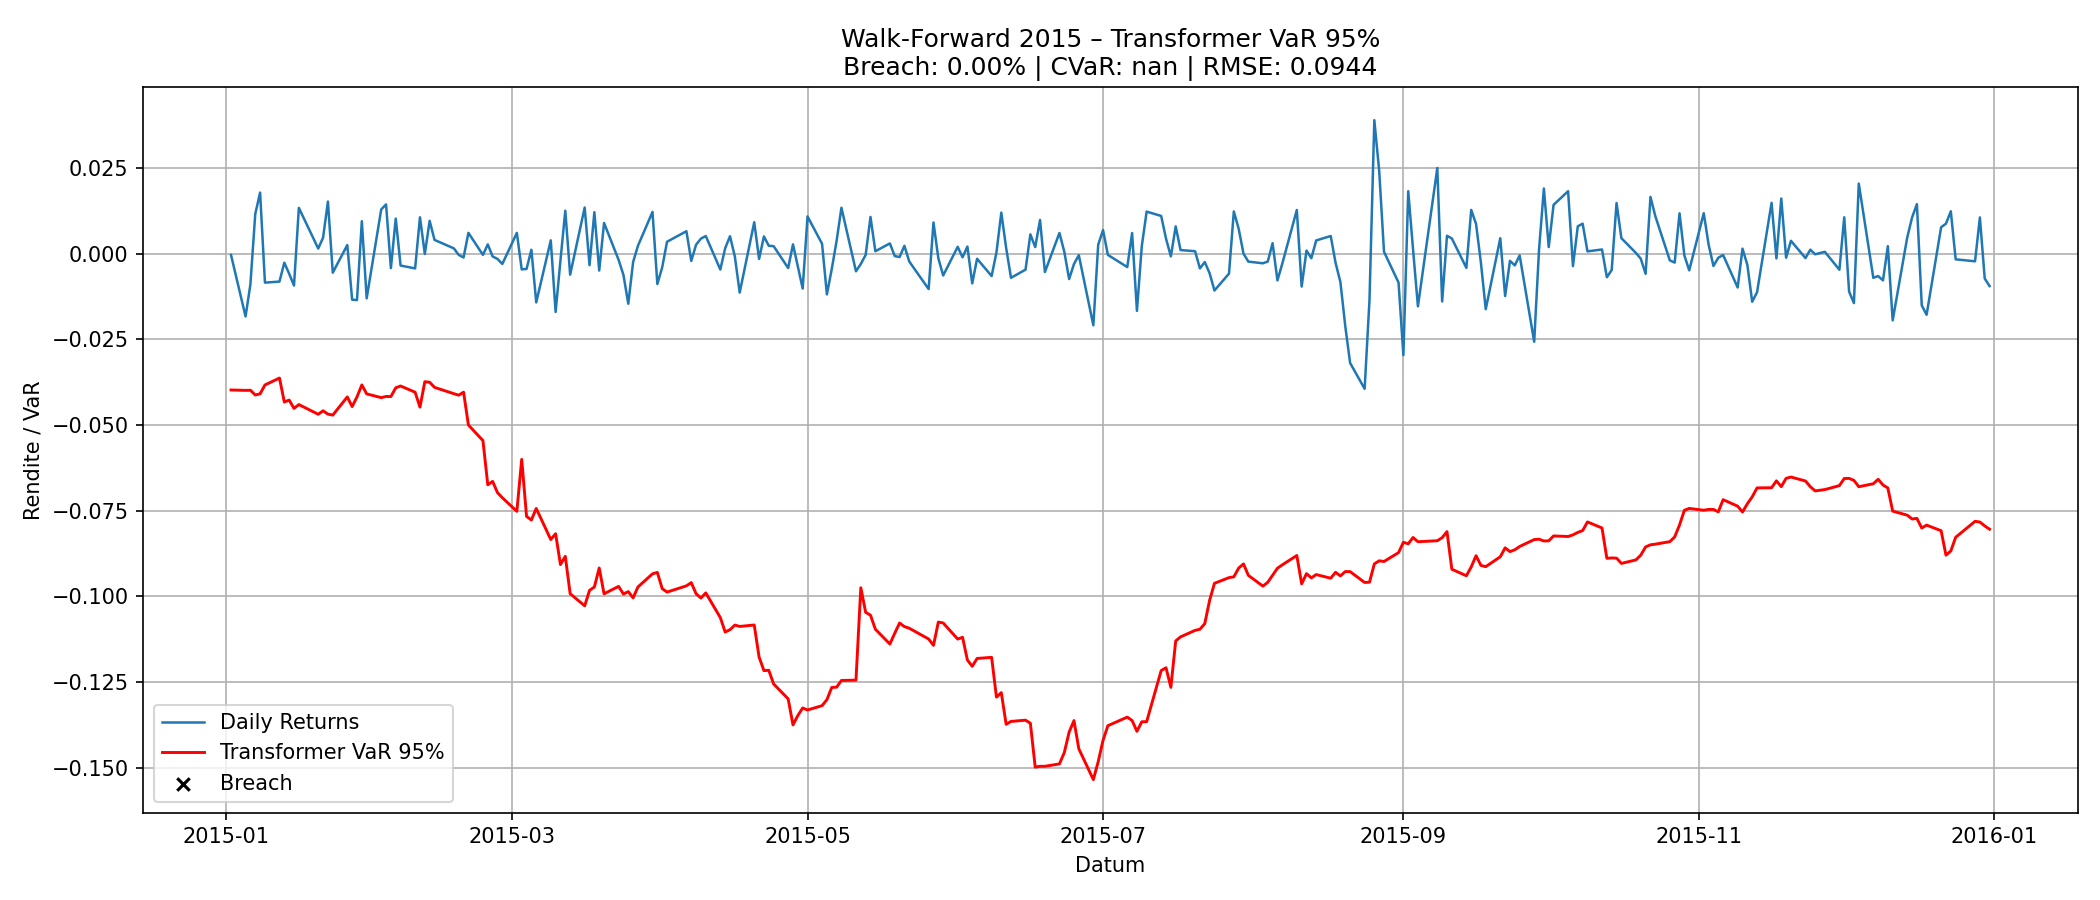 Walk-Forward 2015 – Transformer VaR 95%
Breach: 0.00% | CVaR: nan | RMSE: 0.0944
Rendite / VaR
0.025
0.000
−0.025
−0.050
−0.075
−0.100
−0.125
−0.150
Daily Returns
Transformer VaR 95%
Breach
2015-01
2015-03
2015-05
2015-07
2015-09
2015-11
2016-01
Datum